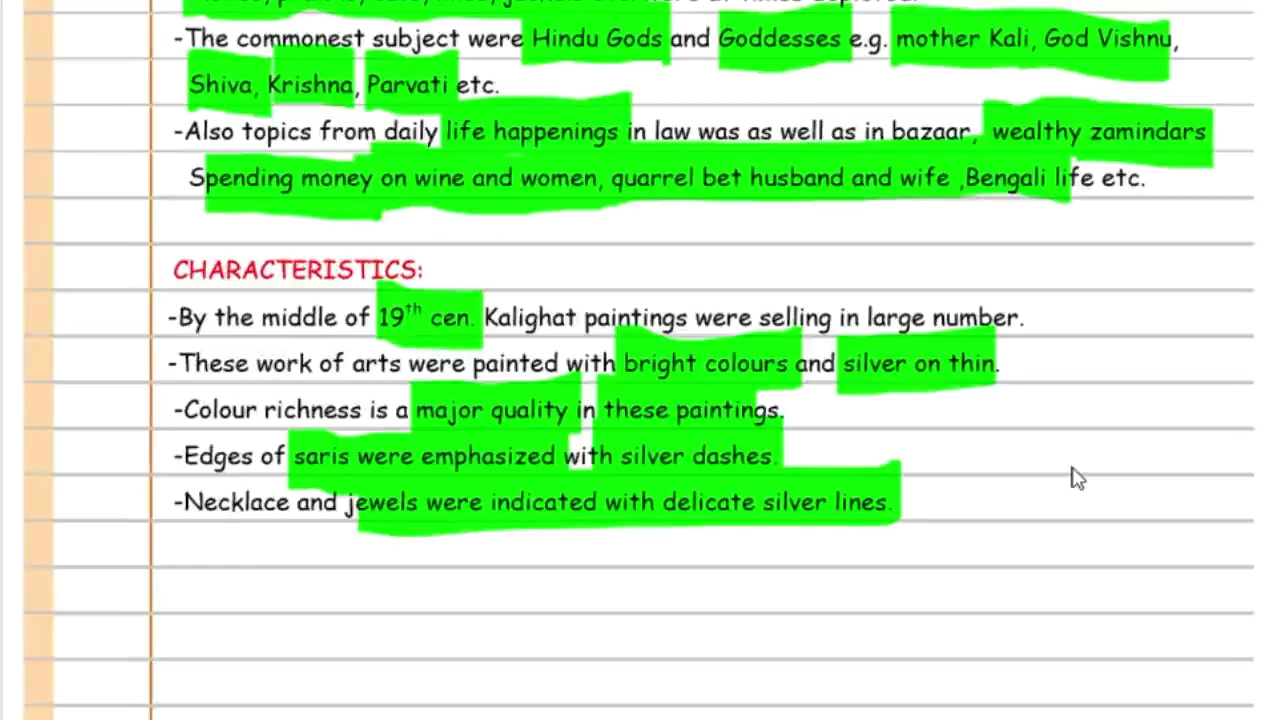 -The commonest subject were Hindu Gods and Goddesses e.g. mother Kali, God Vishnu,
Shiva, Krishna, Parvati etc.
-Also topics from daily life happenings in law was as well as in bazaar, wealthy zamindars
Spending money on wine and women, quarrel bet husband and wife ,Bengali life etc.
CHARACTERISTICS:
-By the middle of 19th cen. Kalighat paintings were selling in large number.
-These work of arts were painted with bright colours and silver on thin.
-Colour richness is a major quality in these paintings.
-Edges of saris were emphasized with silver dashes.
-Necklace and jewels were indicated with delicate silver lines.